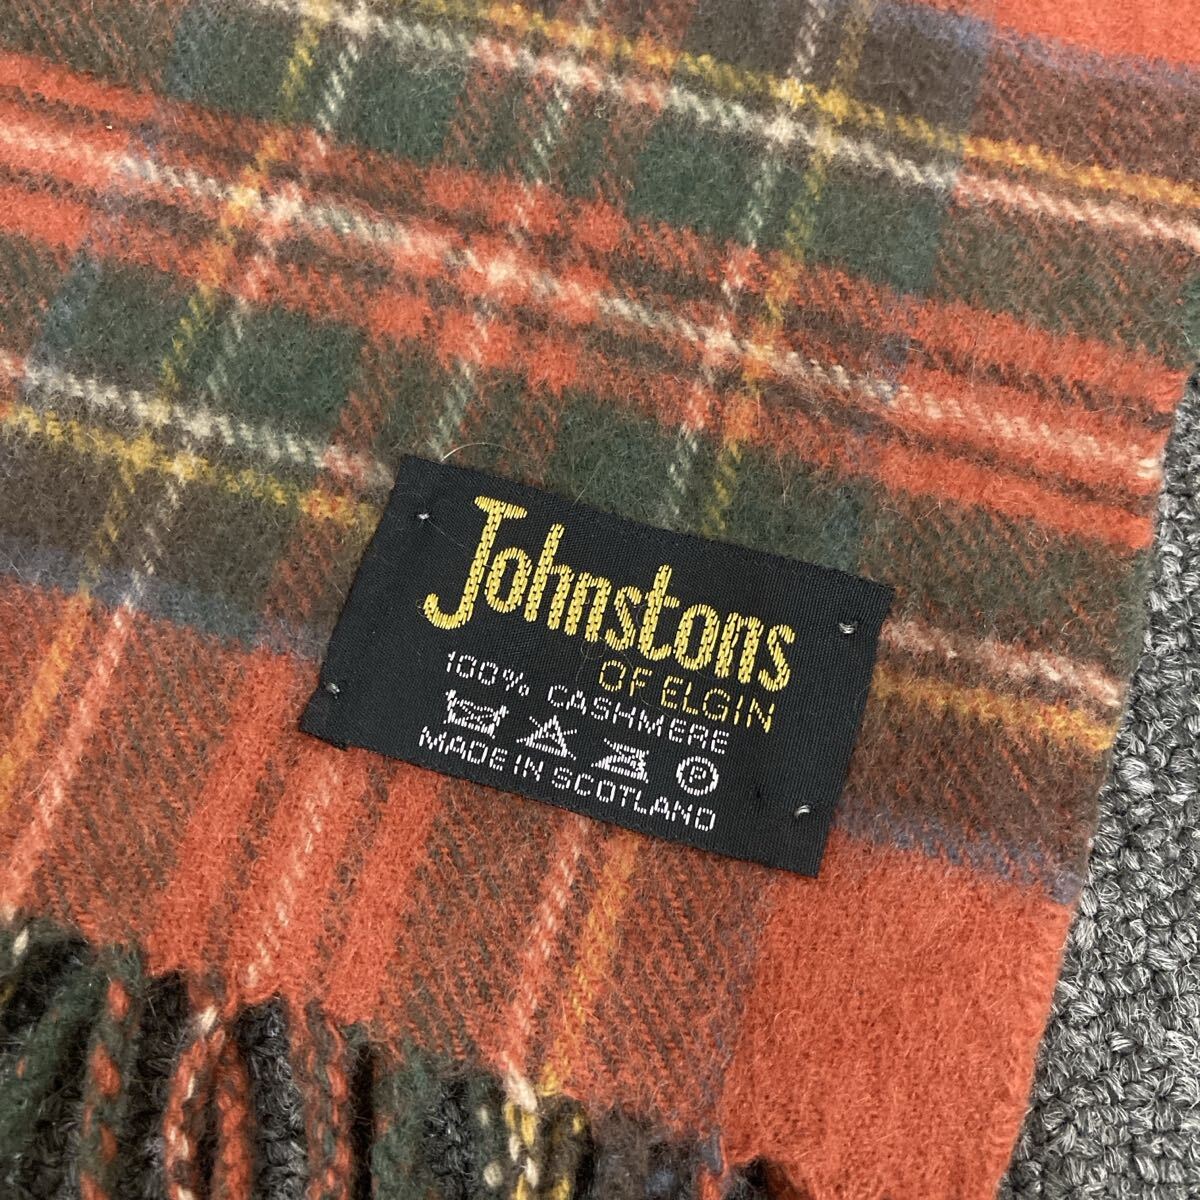 Johnstons
OF ELGIN
100% CASHMERE
P
MADE IN SCOTLAND